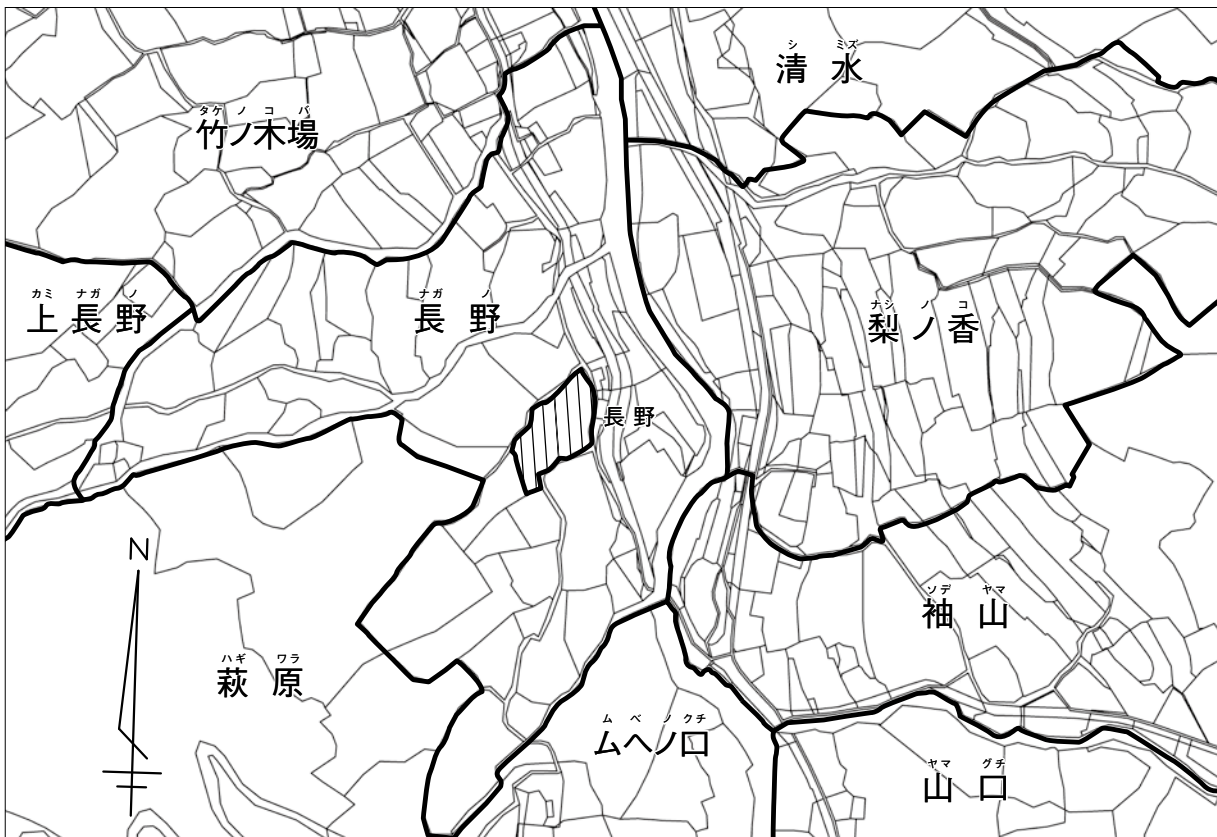 シ ミズ
清 水
タケ ノ コ バ
竹ノ木場
カミ ナガ ノ
上 長 野
ナガ ノ
長 野
ナシ ノ コ
梨 ノ 香
長 野
N
ソデ ヤマ
袖 山
ハギ ワラ
萩 原
ム ベ ノ クチ
ムベノ口
ヤマ グチ
山 口